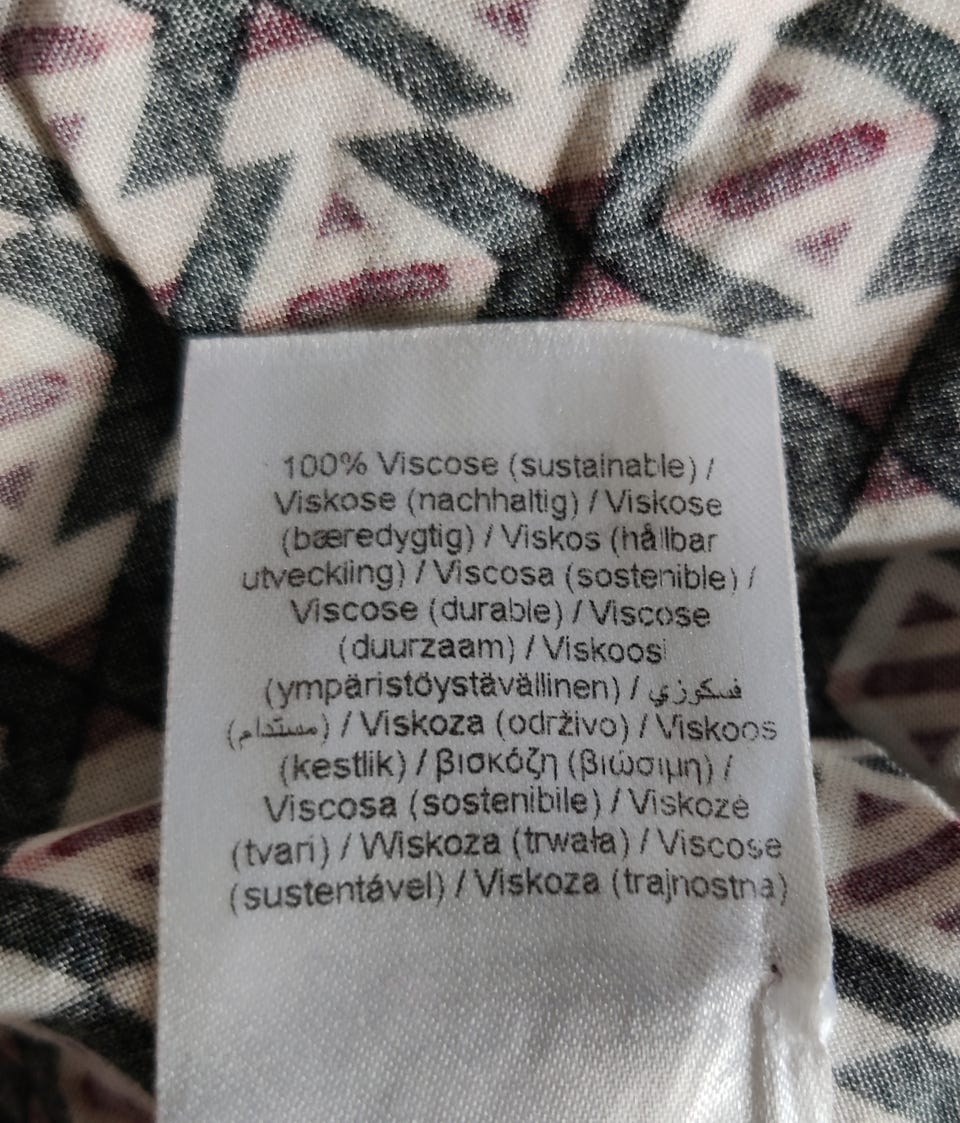 100% Viscose (sustainable) /
Viskose (nachhaltig) / Viskose
(bæredygtig) / Viskos (hållbar
utveckling) / Viscosa (sostenible) /
Viscose (durable) / Viscose
(duurzaam) / Viskoosi
(ympäristöystävällinen) / فسكوزي
(مستدام) / Viskoza (održivo) / Viskoos
(kestlik) / βισκόζη (βιώσιμη) /
Viscosa (sostenibile) / Viskozė
(tvari) / Wiskoza (trwała) / Viscose
(sustentável) / Viskoza (trajnostna)